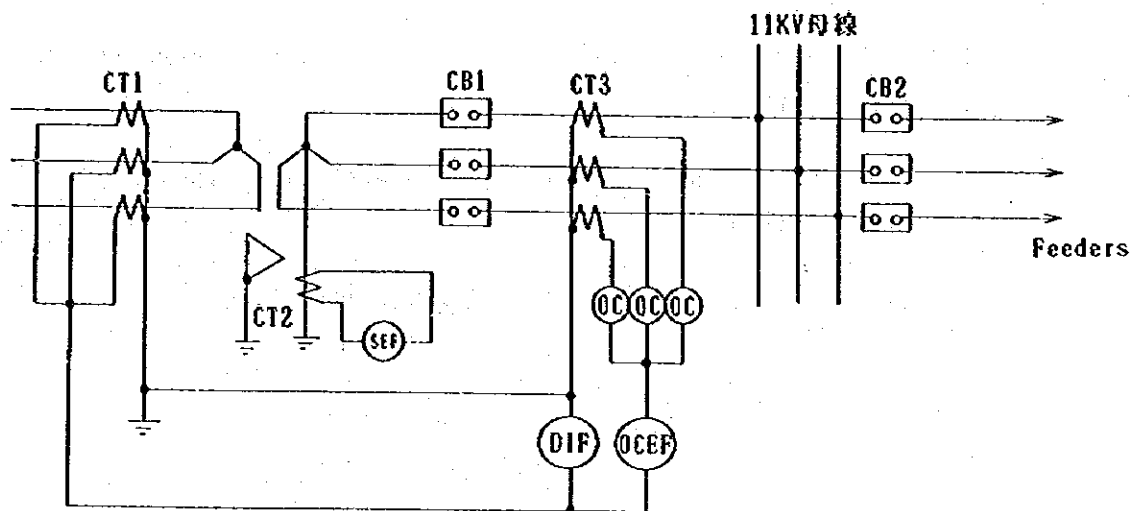 11KV母線
CT1
CB1
CT3
CB2
Feeders
CT2
SEF
OC
OC
OC
DIF
OCEF